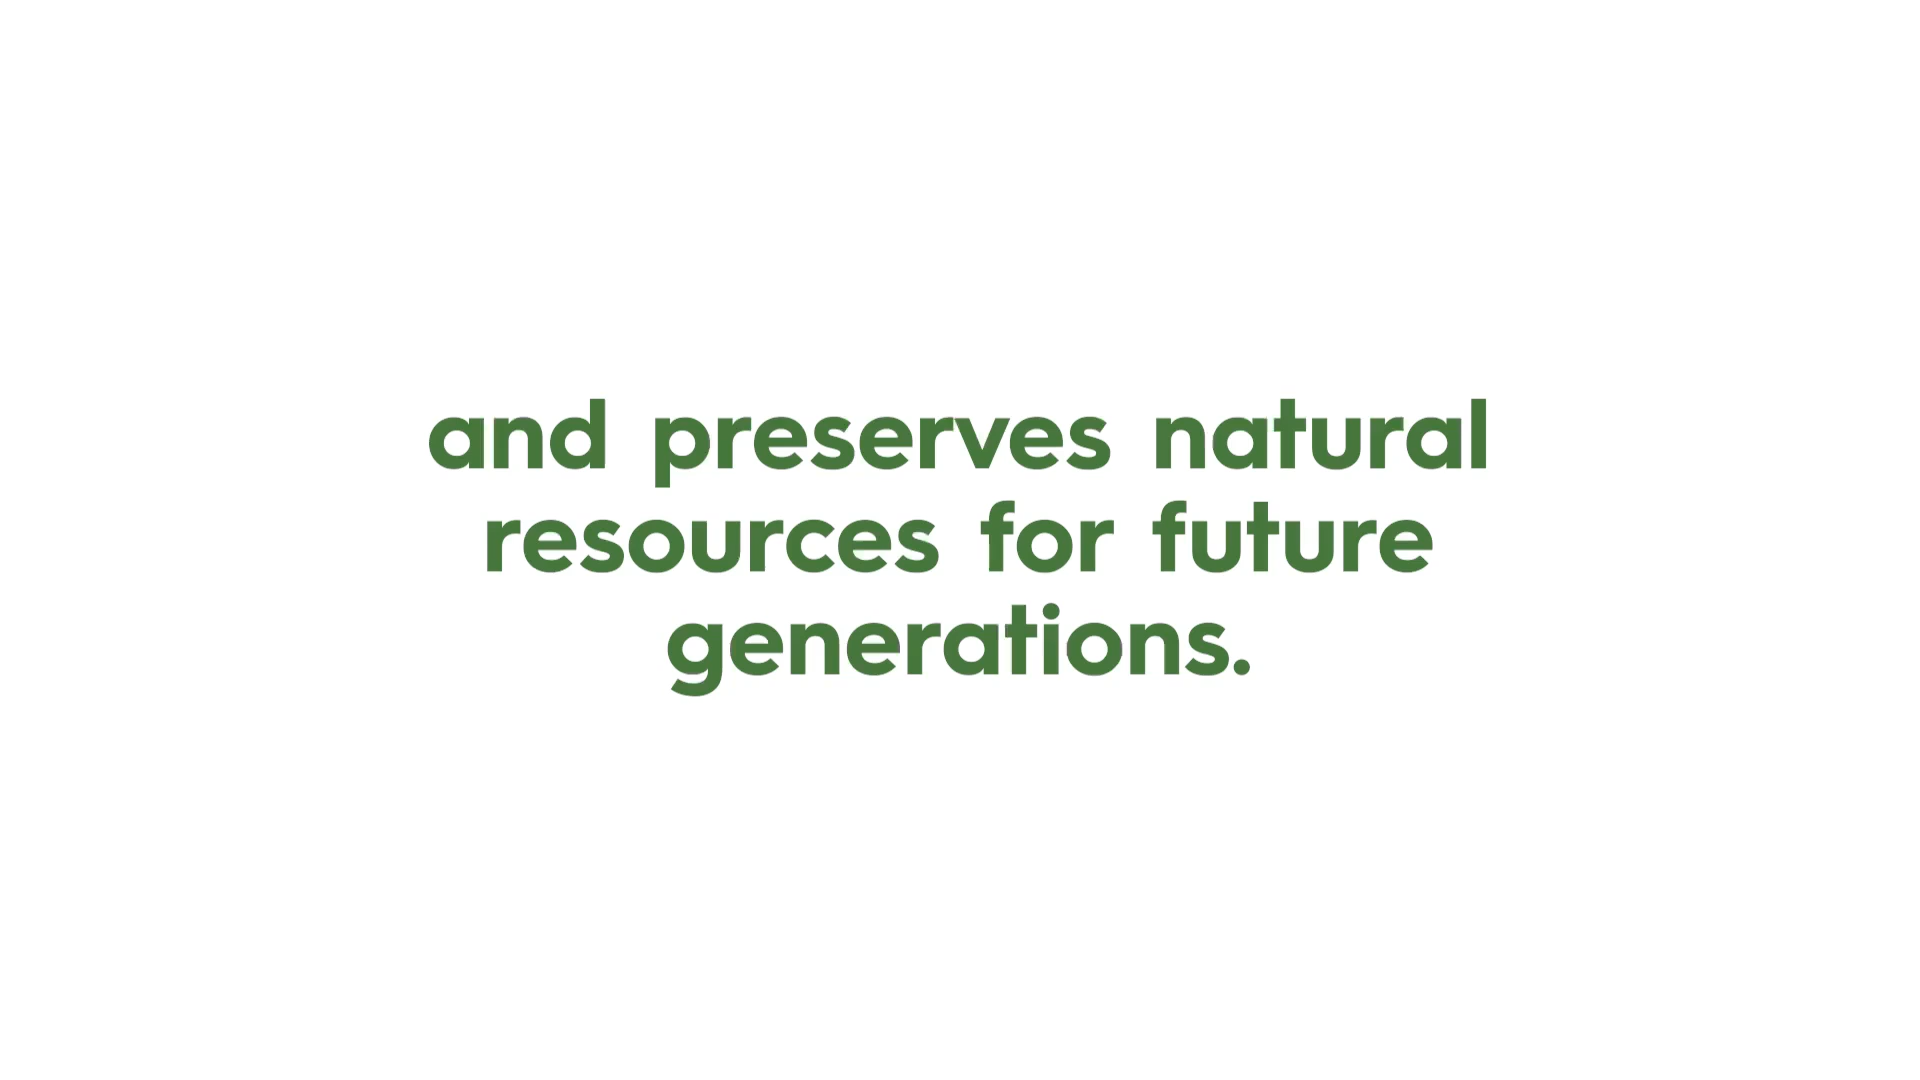 and preserves natural
resources for future
generations.